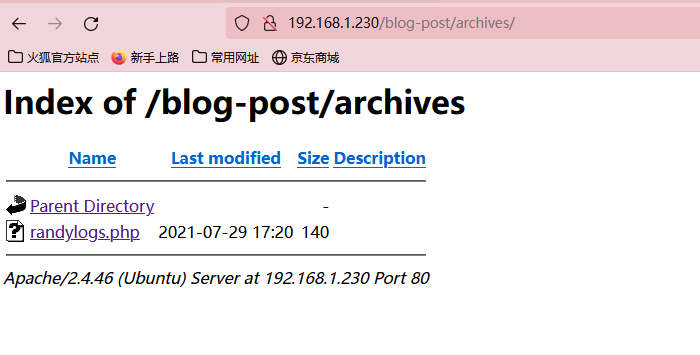 192.168.1.230/blog-post/archives/
火狐官方站点 新手上路 常用网址 京东商城
Index of /blog-post/archives
Name Last modified Size Description
Parent Directory -
randylogs.php 2021-07-29 17:20 140
Apache/2.4.46 (Ubuntu) Server at 192.168.1.230 Port 80